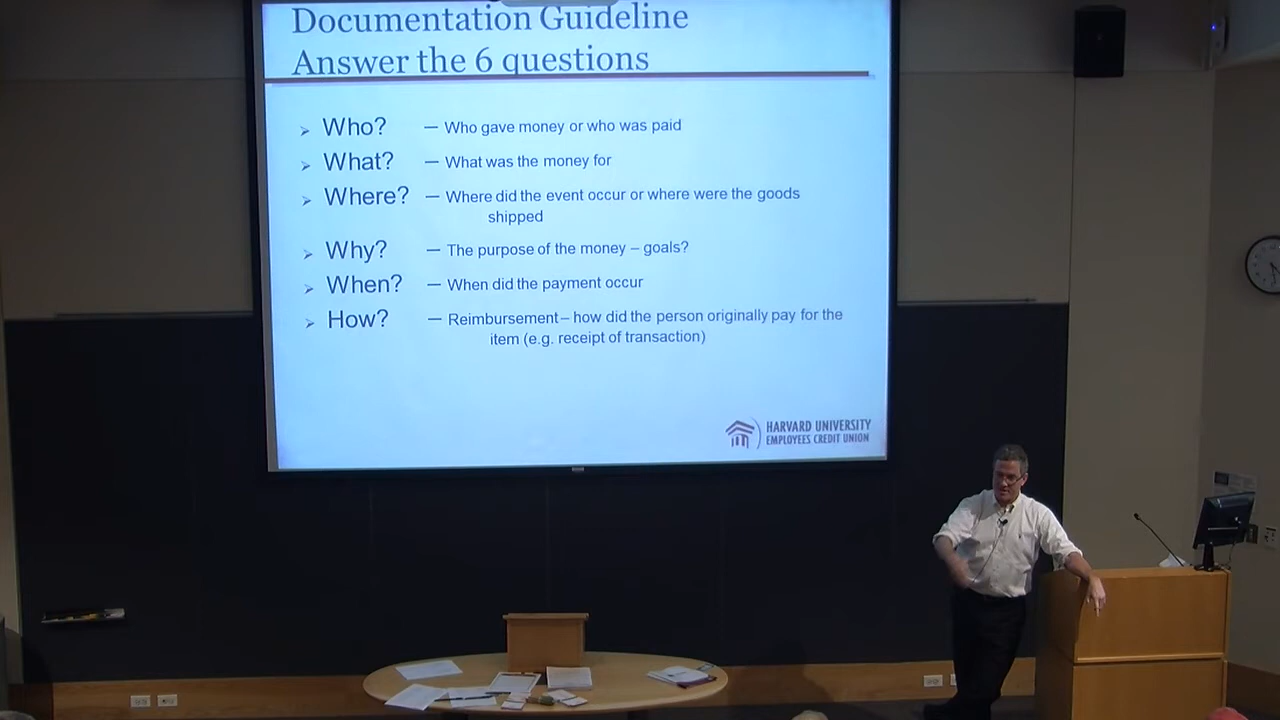 Documentation Guideline
Answer the 6 questions
➢ Who? — Who gave money or who was paid
➢ What? — What was the money for
➢ Where? — Where did the event occur or where were the goods
shipped
➢ Why? — The purpose of the money – goals?
➢ When? — When did the payment occur
➢ How? — Reimbursement – how did the person originally pay for the
item (e.g. receipt of transaction)
HARVARD UNIVERSITY
EMPLOYEES CREDIT UNION